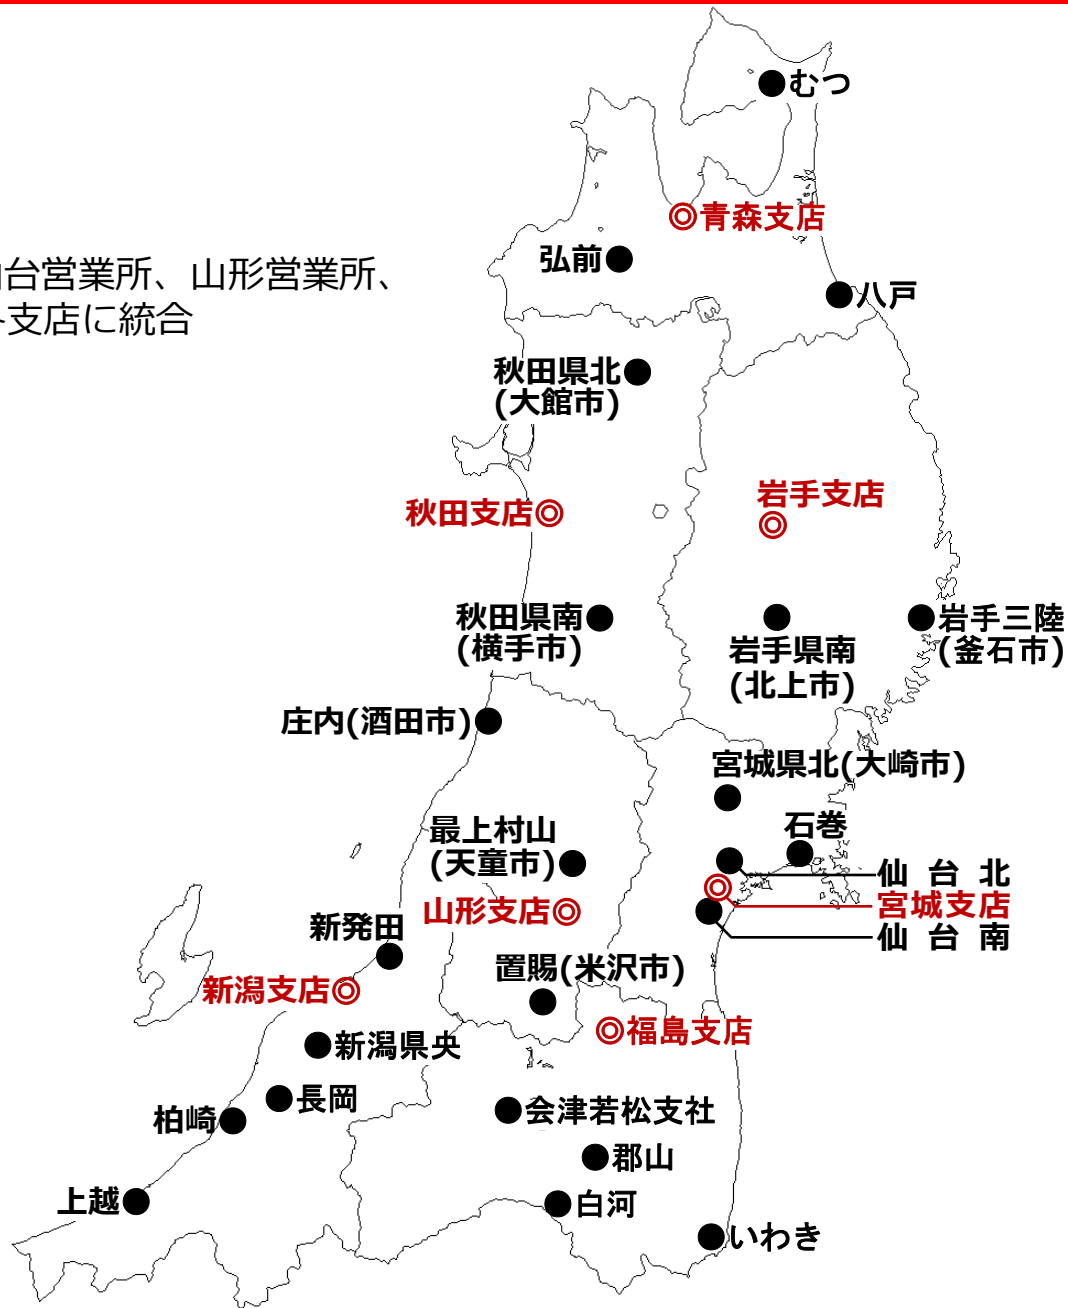 むつ
青森支店
弘前
台営業所、山形営業所、
八戸
支店に統合
秋田県北
(大館市)
岩手支店
秋田支店
秋田県南
(横手市)
岩手県南
(北上市)
岩手三陸
(釜石市)
庄内(酒田市)
宮城県北(大崎市)
石巻
最上村山
(天童市)
仙台北
宮城支店
仙台南
山形支店
新発田
置賜(米沢市)
新潟支店
福島支店
新潟県央
長岡
柏崎
会津若松支社
郡山
上越
白河
いわき